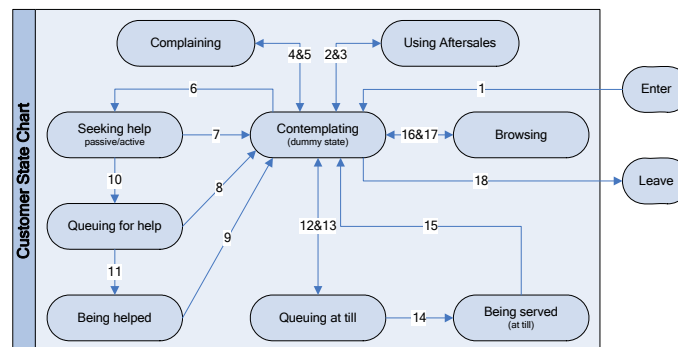 Customer State Chart
Complaining
4&5
2&3
Using Aftersales
6
1
Enter
Seeking help
passive/active
7
Contemplating
(dummy state)
16&17
Browsing
10
8
18
Leave
Queuing for help
9
12&13
15
11
Being helped
Queuing at till
14
Being served
(at till)